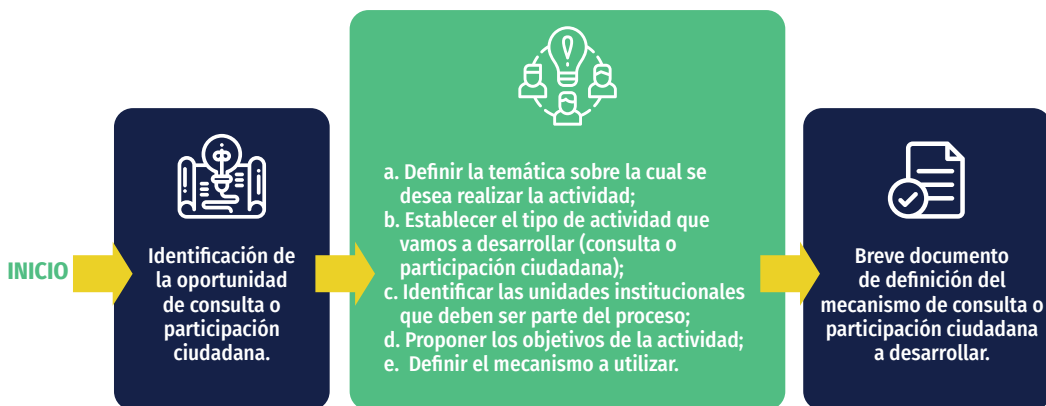 INICIO
Identificación de
la oportunidad
de consulta o
participación
ciudadana.
a. Definir la temática sobre la cual se
desea realizar la actividad;
b. Establecer el tipo de actividad que
vamos a desarrollar (consulta o
participación ciudadana);
c. Identificar las unidades institucionales
que deben ser parte del proceso;
d. Proponer los objetivos de la actividad;
e. Definir el mecanismo a utilizar.
Breve documento
de definición del
mecanismo de consulta o
participación ciudadana
a desarrollar.